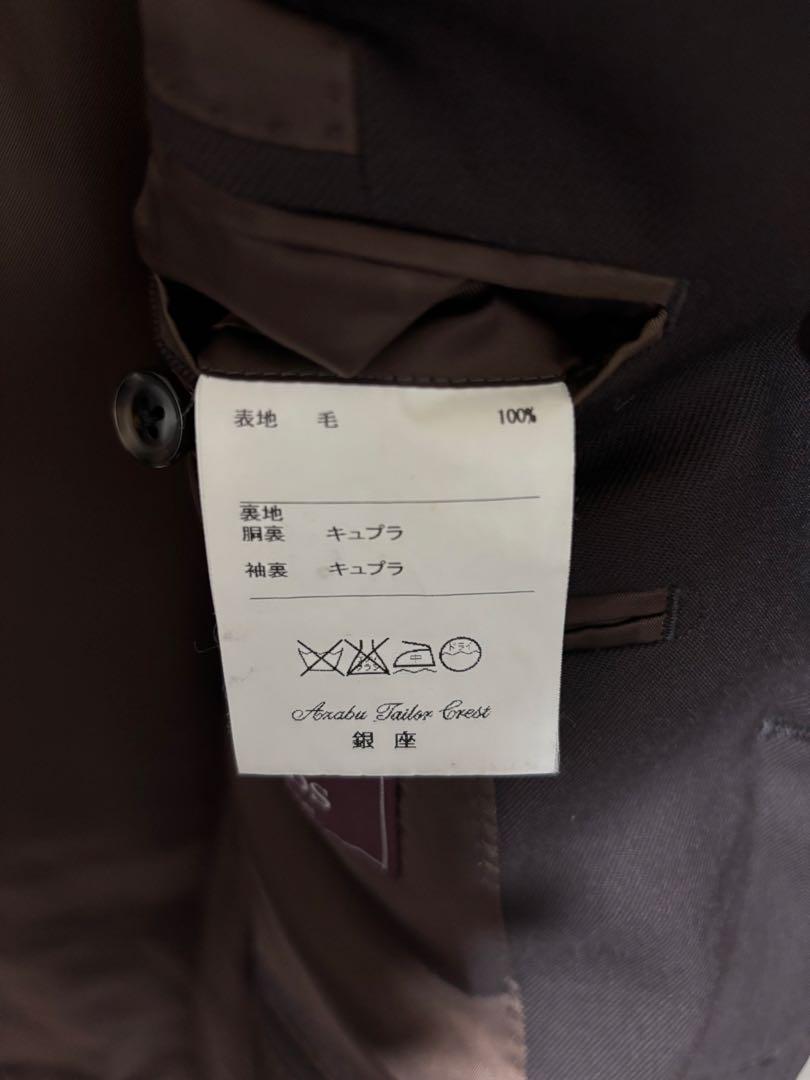 表地 毛 100%
裏地
胴裏 キュプラ
袖裏 キュプラ
ドライ
中
Azabu Tailor Crest
銀座